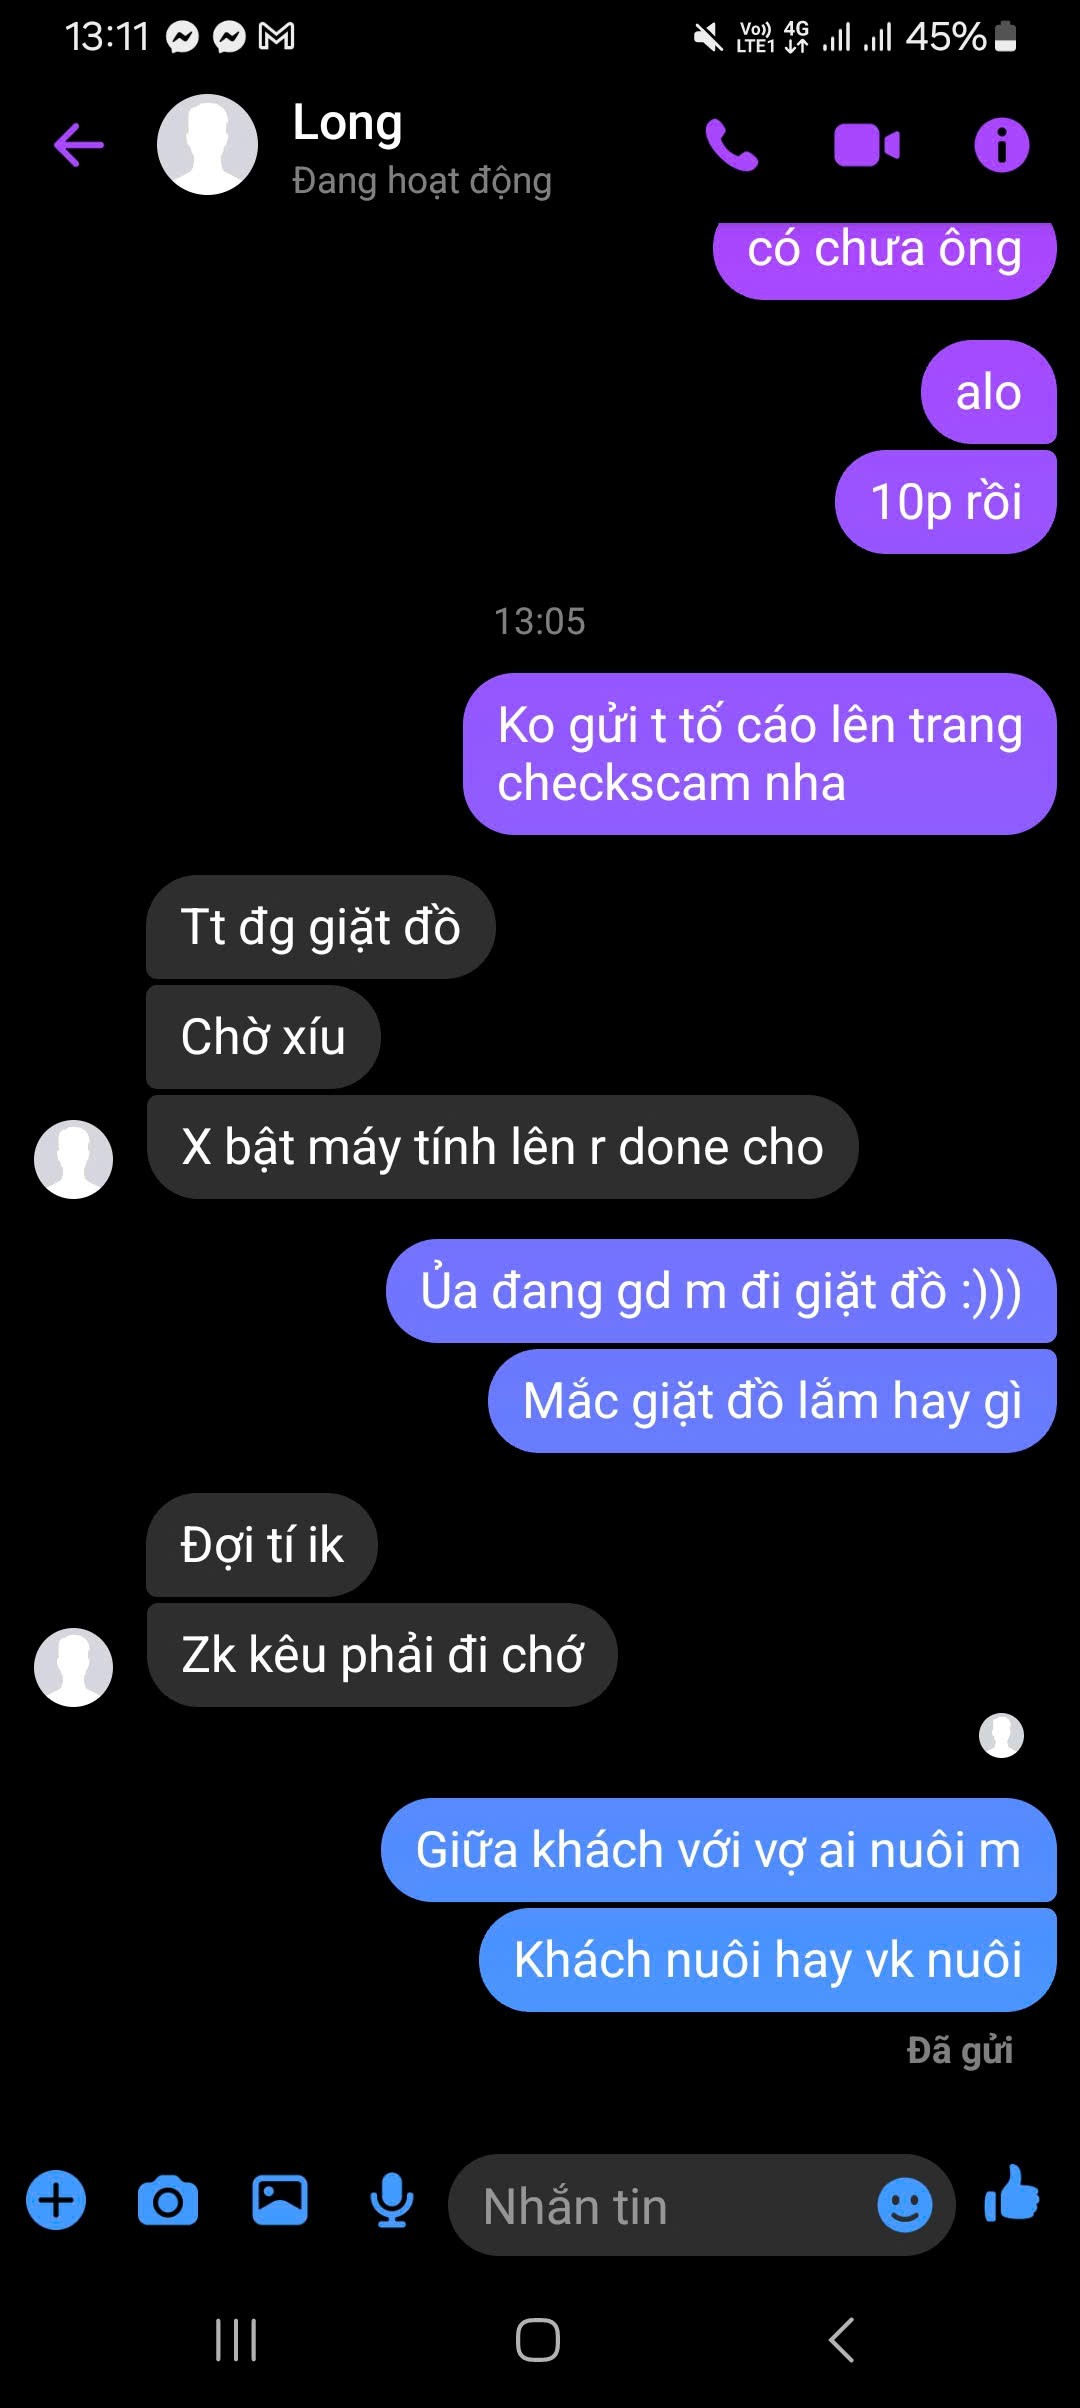 13:11
Vo)) 4G
LTE1
45%
Long
Đang hoạt động
có chưa ông
alo
10p rồi
13:05
Ko gửi t tố cáo lên trang
checkscam nha
Tt đg giặt đồ
Chờ xíu
X bật máy tính lên r done cho
Ủa đang gd m đi giặt đồ :)))
Mắc giặt đồ lắm hay gì
Đợi tí ik
Zk kêu phải đi chớ
Giữa khách với vợ ai nuôi m
Khách nuôi hay vk nuôi
Đã gửi
Nhắn tin